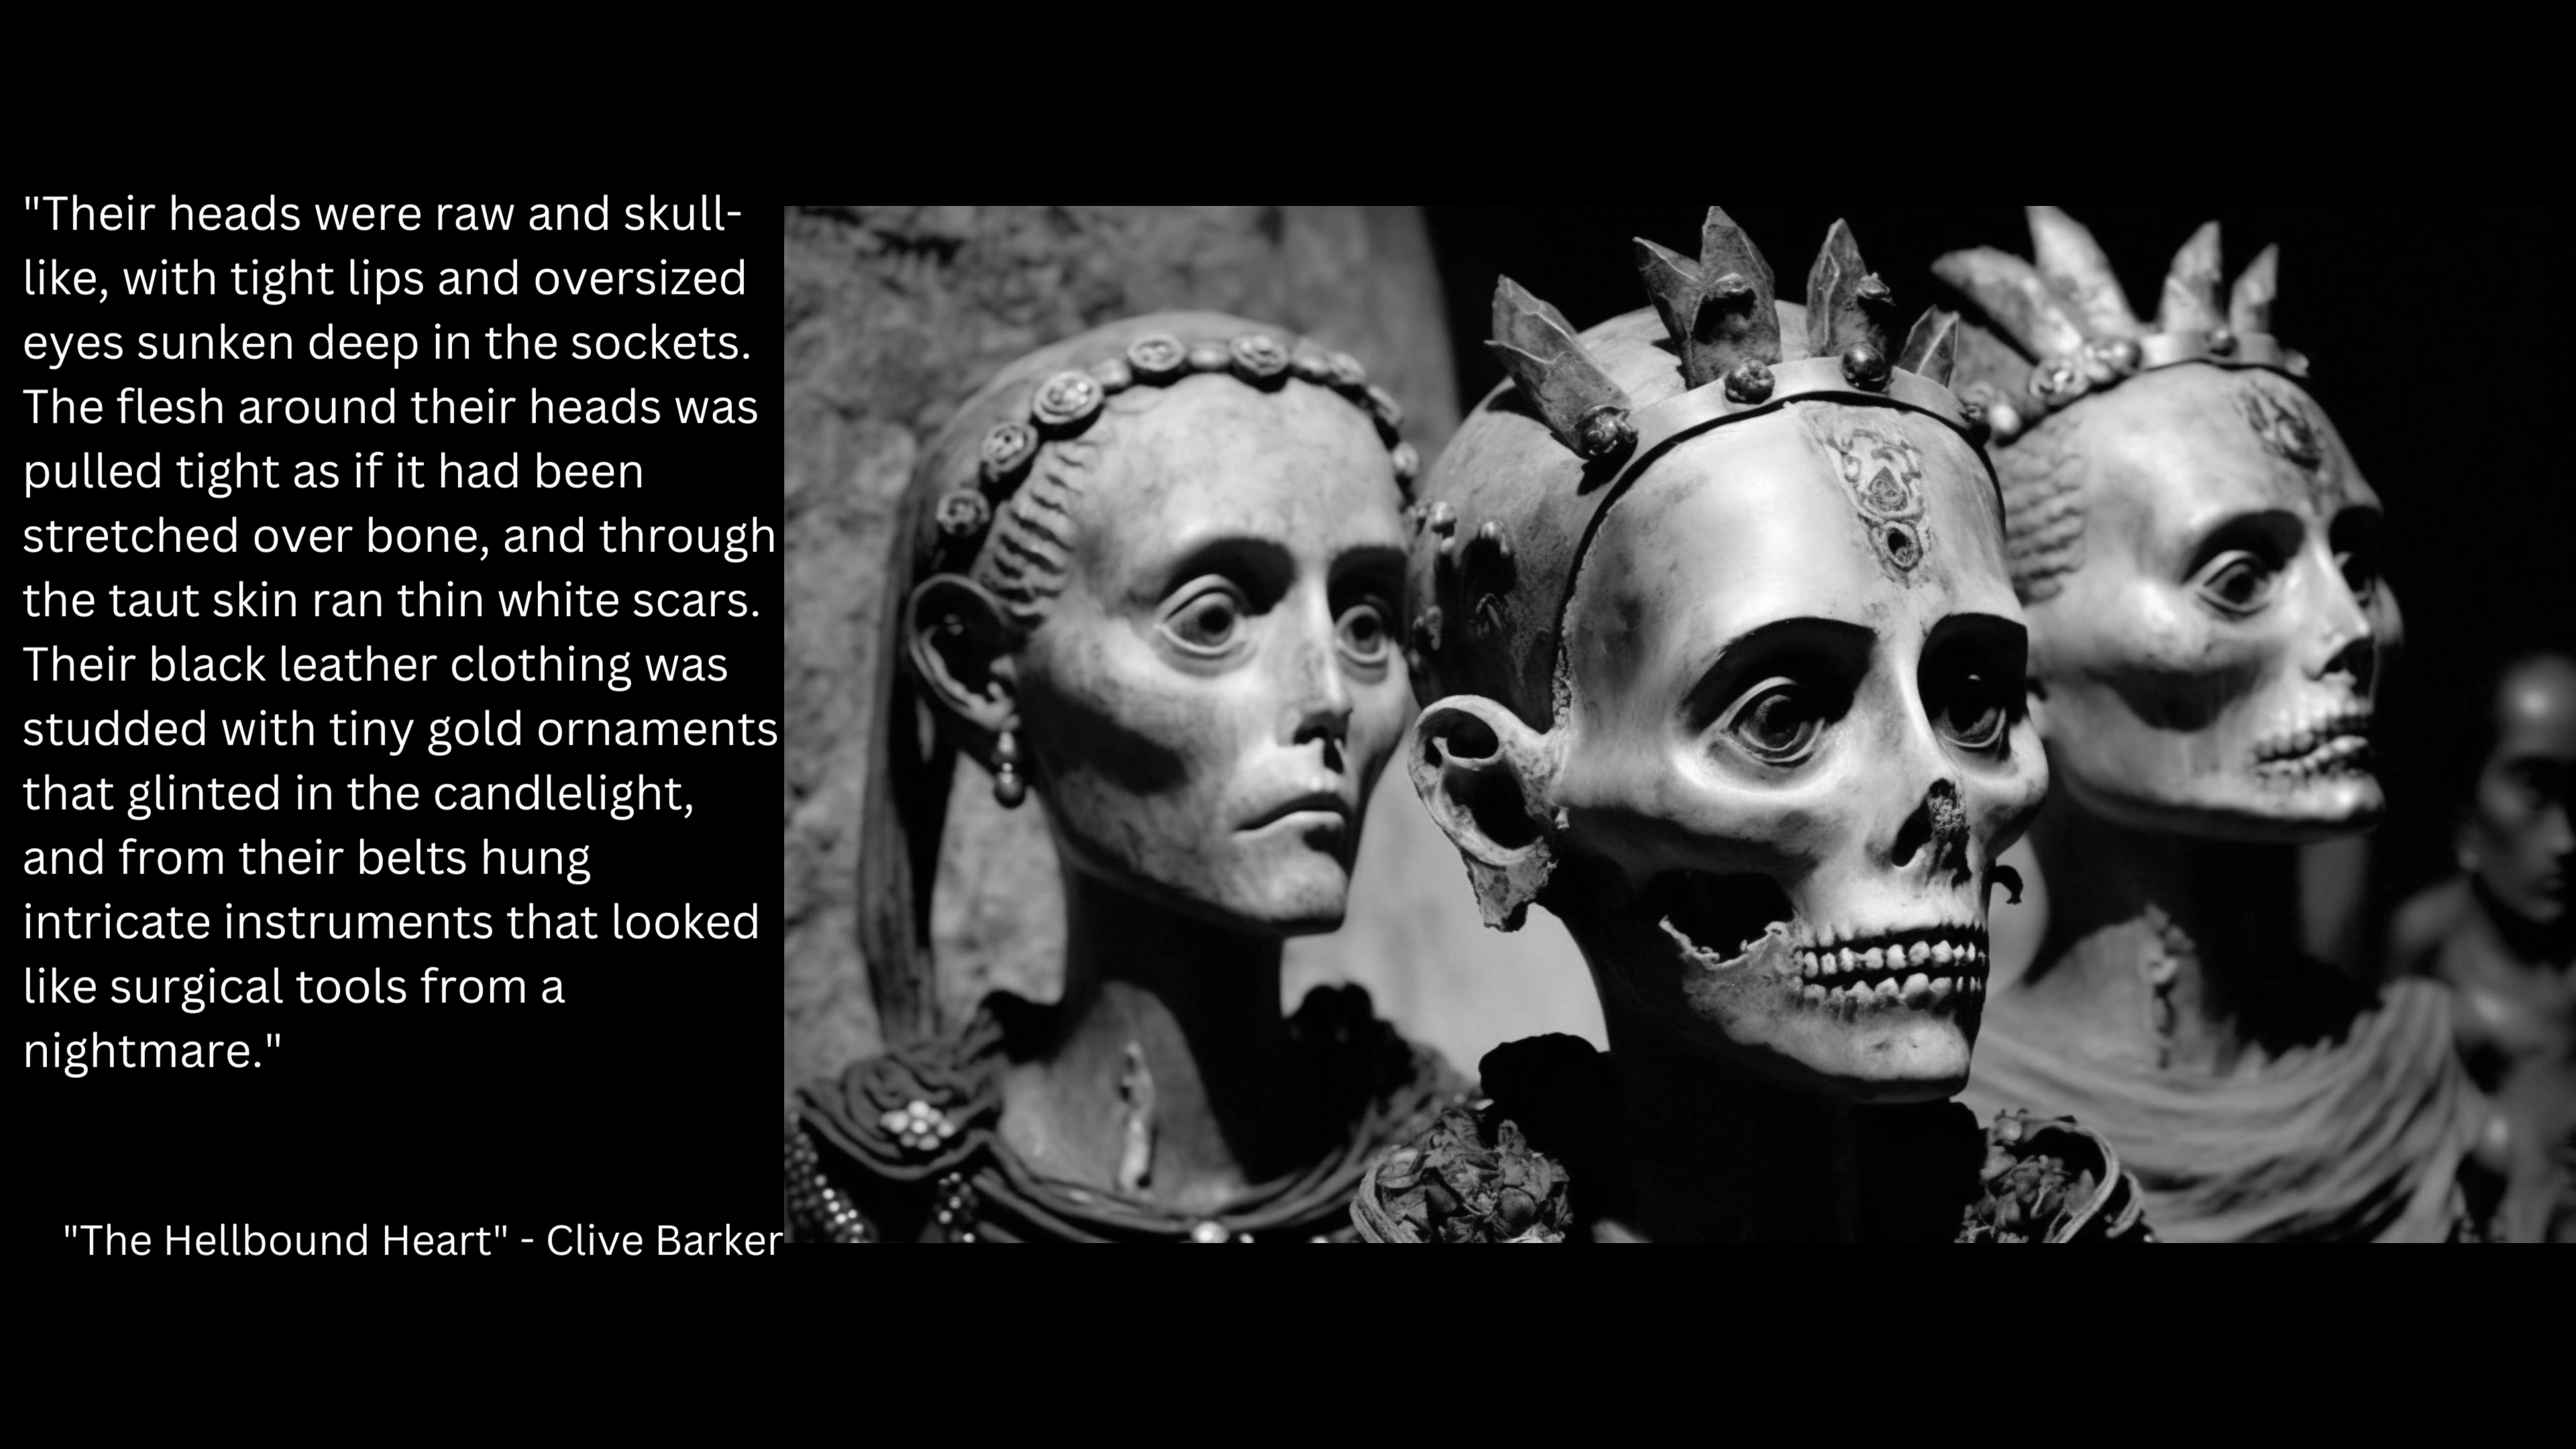 "Their heads were raw and skull-
like, with tight lips and oversized
eyes sunken deep in the sockets.
The flesh around their heads was
pulled tight as if it had been
stretched over bone, and through
the taut skin ran thin white scars.
Their black leather clothing was
studded with tiny gold ornaments
that glinted in the candlelight,
and from their belts hung
intricate instruments that looked
like surgical tools from a
nightmare."
"The Hellbound Heart" - Clive Barker